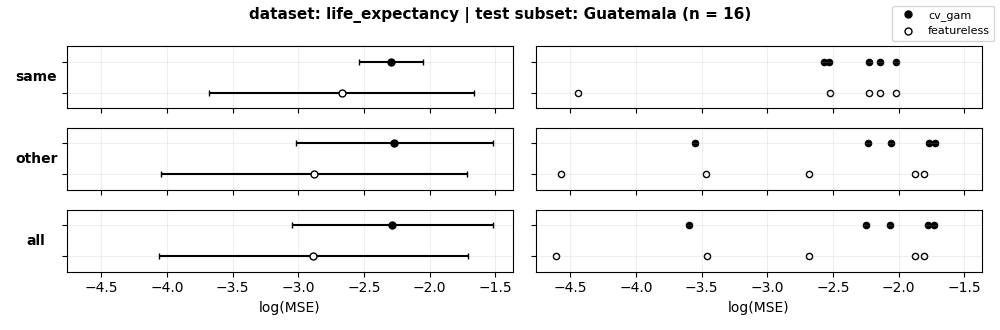 dataset: life_expectancy | test subset: Guatemala (n = 16)
cv_gam
featureless
same
other
all
−4.5 −4.0 −3.5 −3.0 −2.5 −2.0 −1.5
−4.5 −4.0 −3.5 −3.0 −2.5 −2.0 −1.5
log(MSE)
log(MSE)